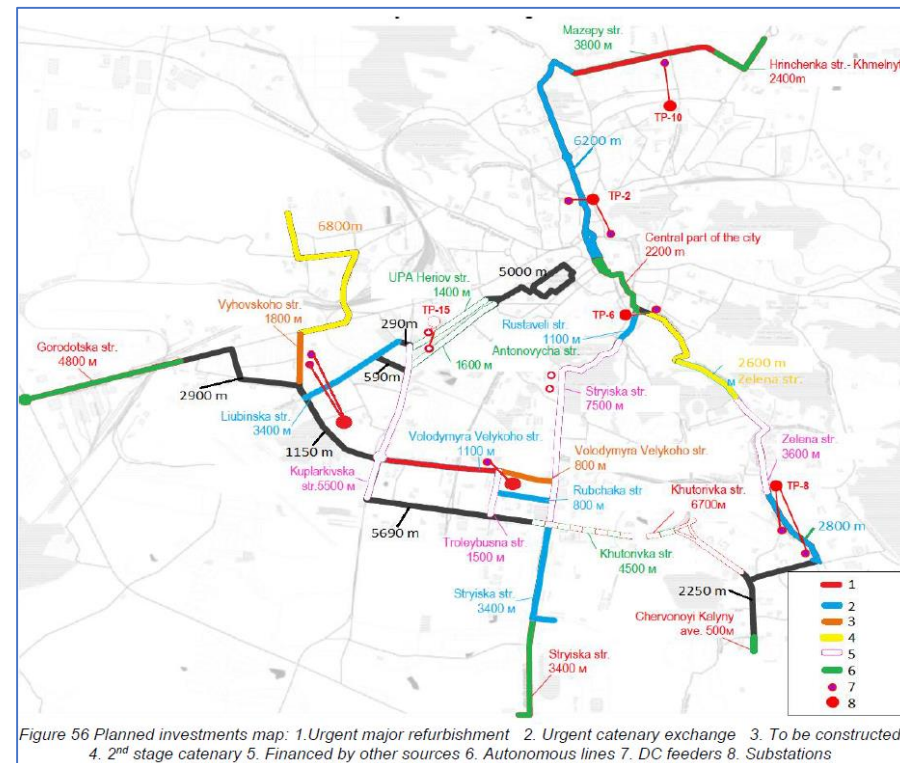 Mazepy str.
3800 м
Hrinchenka str.- Khmelnyt
2400m
TP-10
6200 m
TP-2
6800m
Central part of the city
2200 m
5000 m
UPA Heriov str.
1400 м
TP-15
TP-6
Rustaveli str.
1100 м
Vyhovskoho str.
1800 м
290m
Antonovycha str.
1600 м
Gorodotska str.
4800 м
2600 m
м
Zelena str.
590m
Stryiska str.
7500 м
2900 m
Liubinska str.
3400 м
Volodymyra Velykoho str.
1100 м
1150 m
Volodymyra Velykoho str.
800 м
Zelena str.
3600 м
Kuplarkivska
str.5500 м
Rubchaka str
800 м
Khutorivka str.
6700м
TP-8
5690 m
Troleybusna str.
1500 м
Khutorivka str.
4500 м
2800 m
2250 m
Stryiska str.
3400 м
Chervonoyi Kalyny
ave. 500м
Stryiska str.
3400 м
1
2
3
4
5
6
7
8
Figure 56 Planned investments map: 1.Urgent major refurbishment 2. Urgent catenary exchange 3. To be constructed
4. 2nd stage catenary 5. Financed by other sources 6. Autonomous lines 7. DC feeders 8. Substations